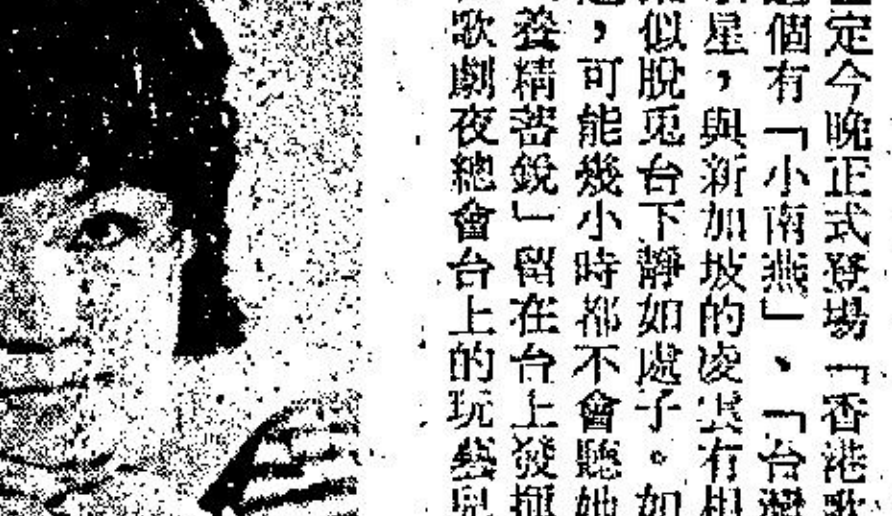 定今晚正式登場「香港歌
個有「小南燕」、「台灣
星，與新加坡的凌雲有相
似脫兎台下靜如處子。如
，可能幾小時都不會聽她
養精蓄銳」留在台上發揮
歌劇夜總會台上的玩藝兒